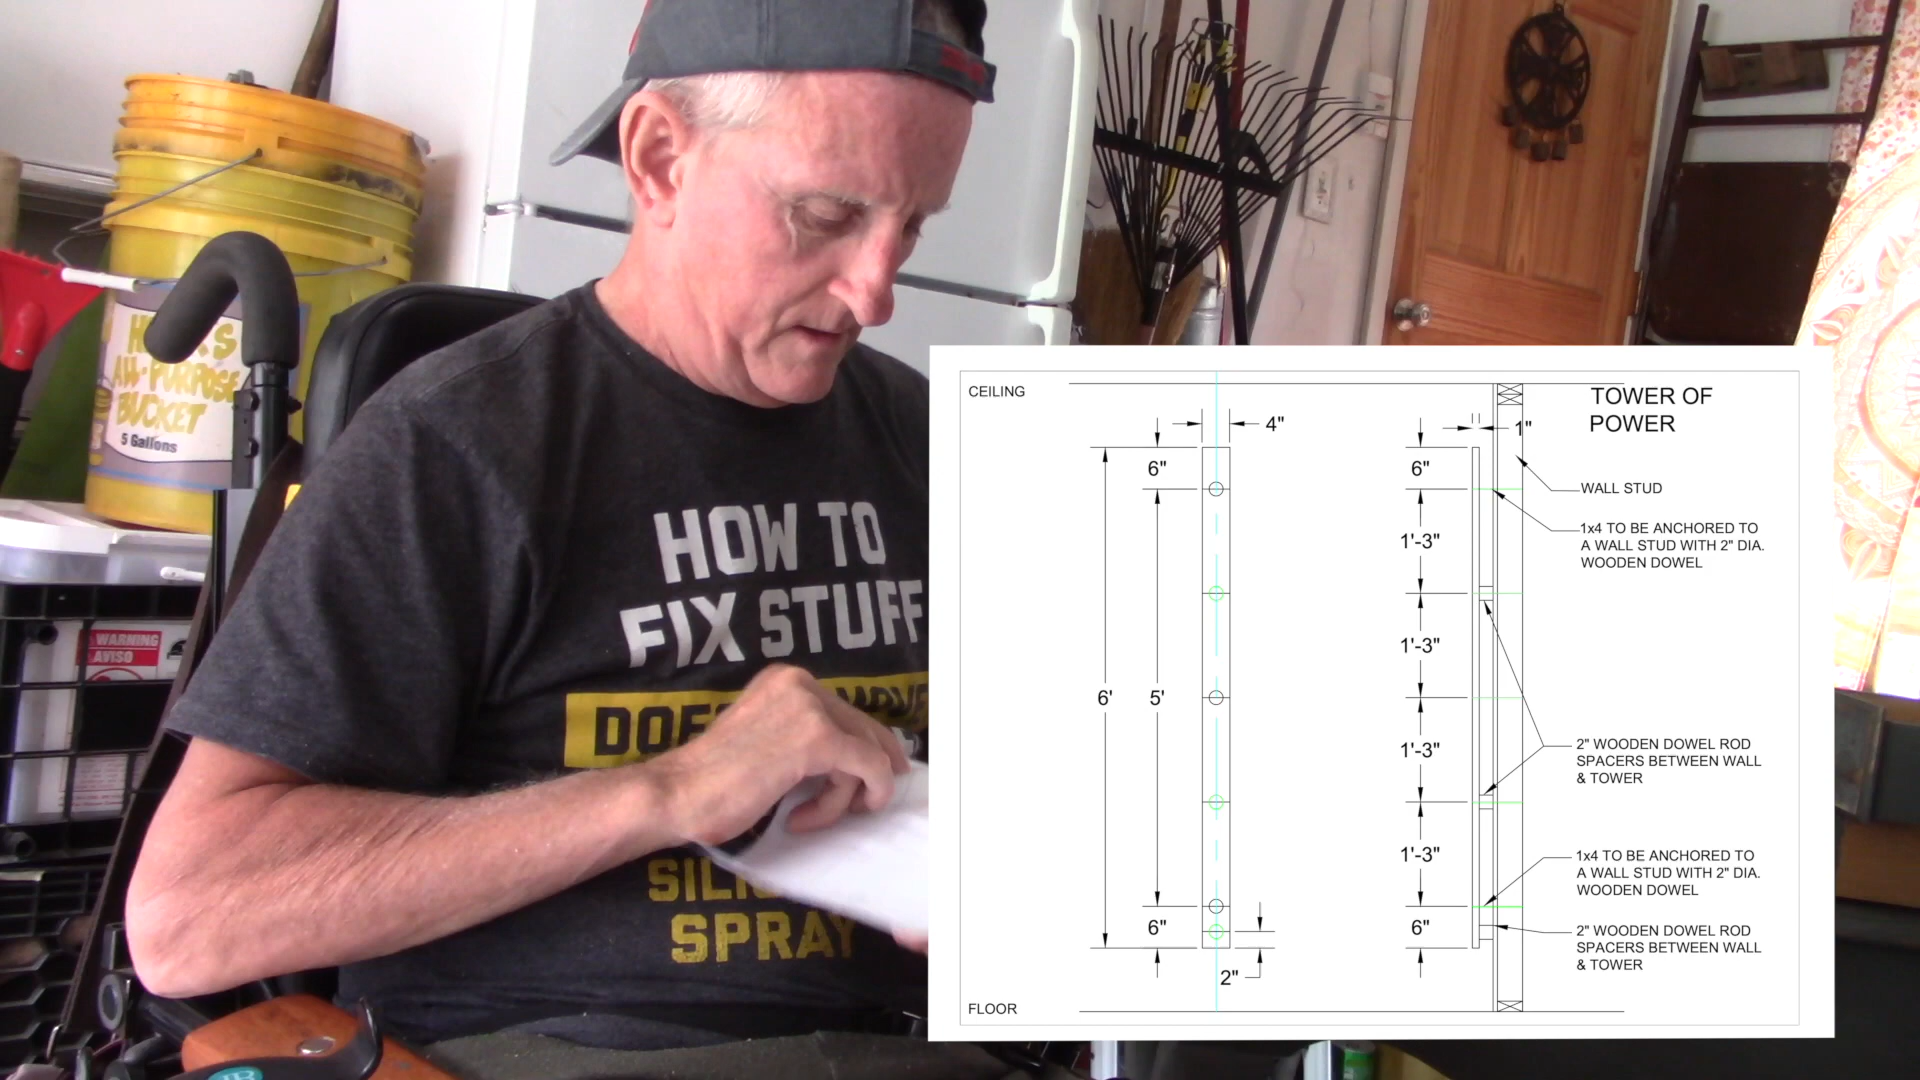 H
'S
ALL-PURPOSE
BUCKET
5 Gallons
WARNING
AVISO
HOW TO
FIX STUFF
SPRAY
CEILING
TOWER OF
POWER
4"
1"
6"
6"
WALL STUD
1x4 TO BE ANCHORED TO
A WALL STUD WITH 2" DIA.
WOODEN DOWEL
1'-3"
1'-3"
6'
5'
1'-3"
2" WOODEN DOWEL ROD
SPACERS BETWEEN WALL
& TOWER
1'-3"
1x4 TO BE ANCHORED TO
A WALL STUD WITH 2" DIA.
WOODEN DOWEL
6"
6"
2" WOODEN DOWEL ROD
SPACERS BETWEEN WALL
& TOWER
2"
FLOOR